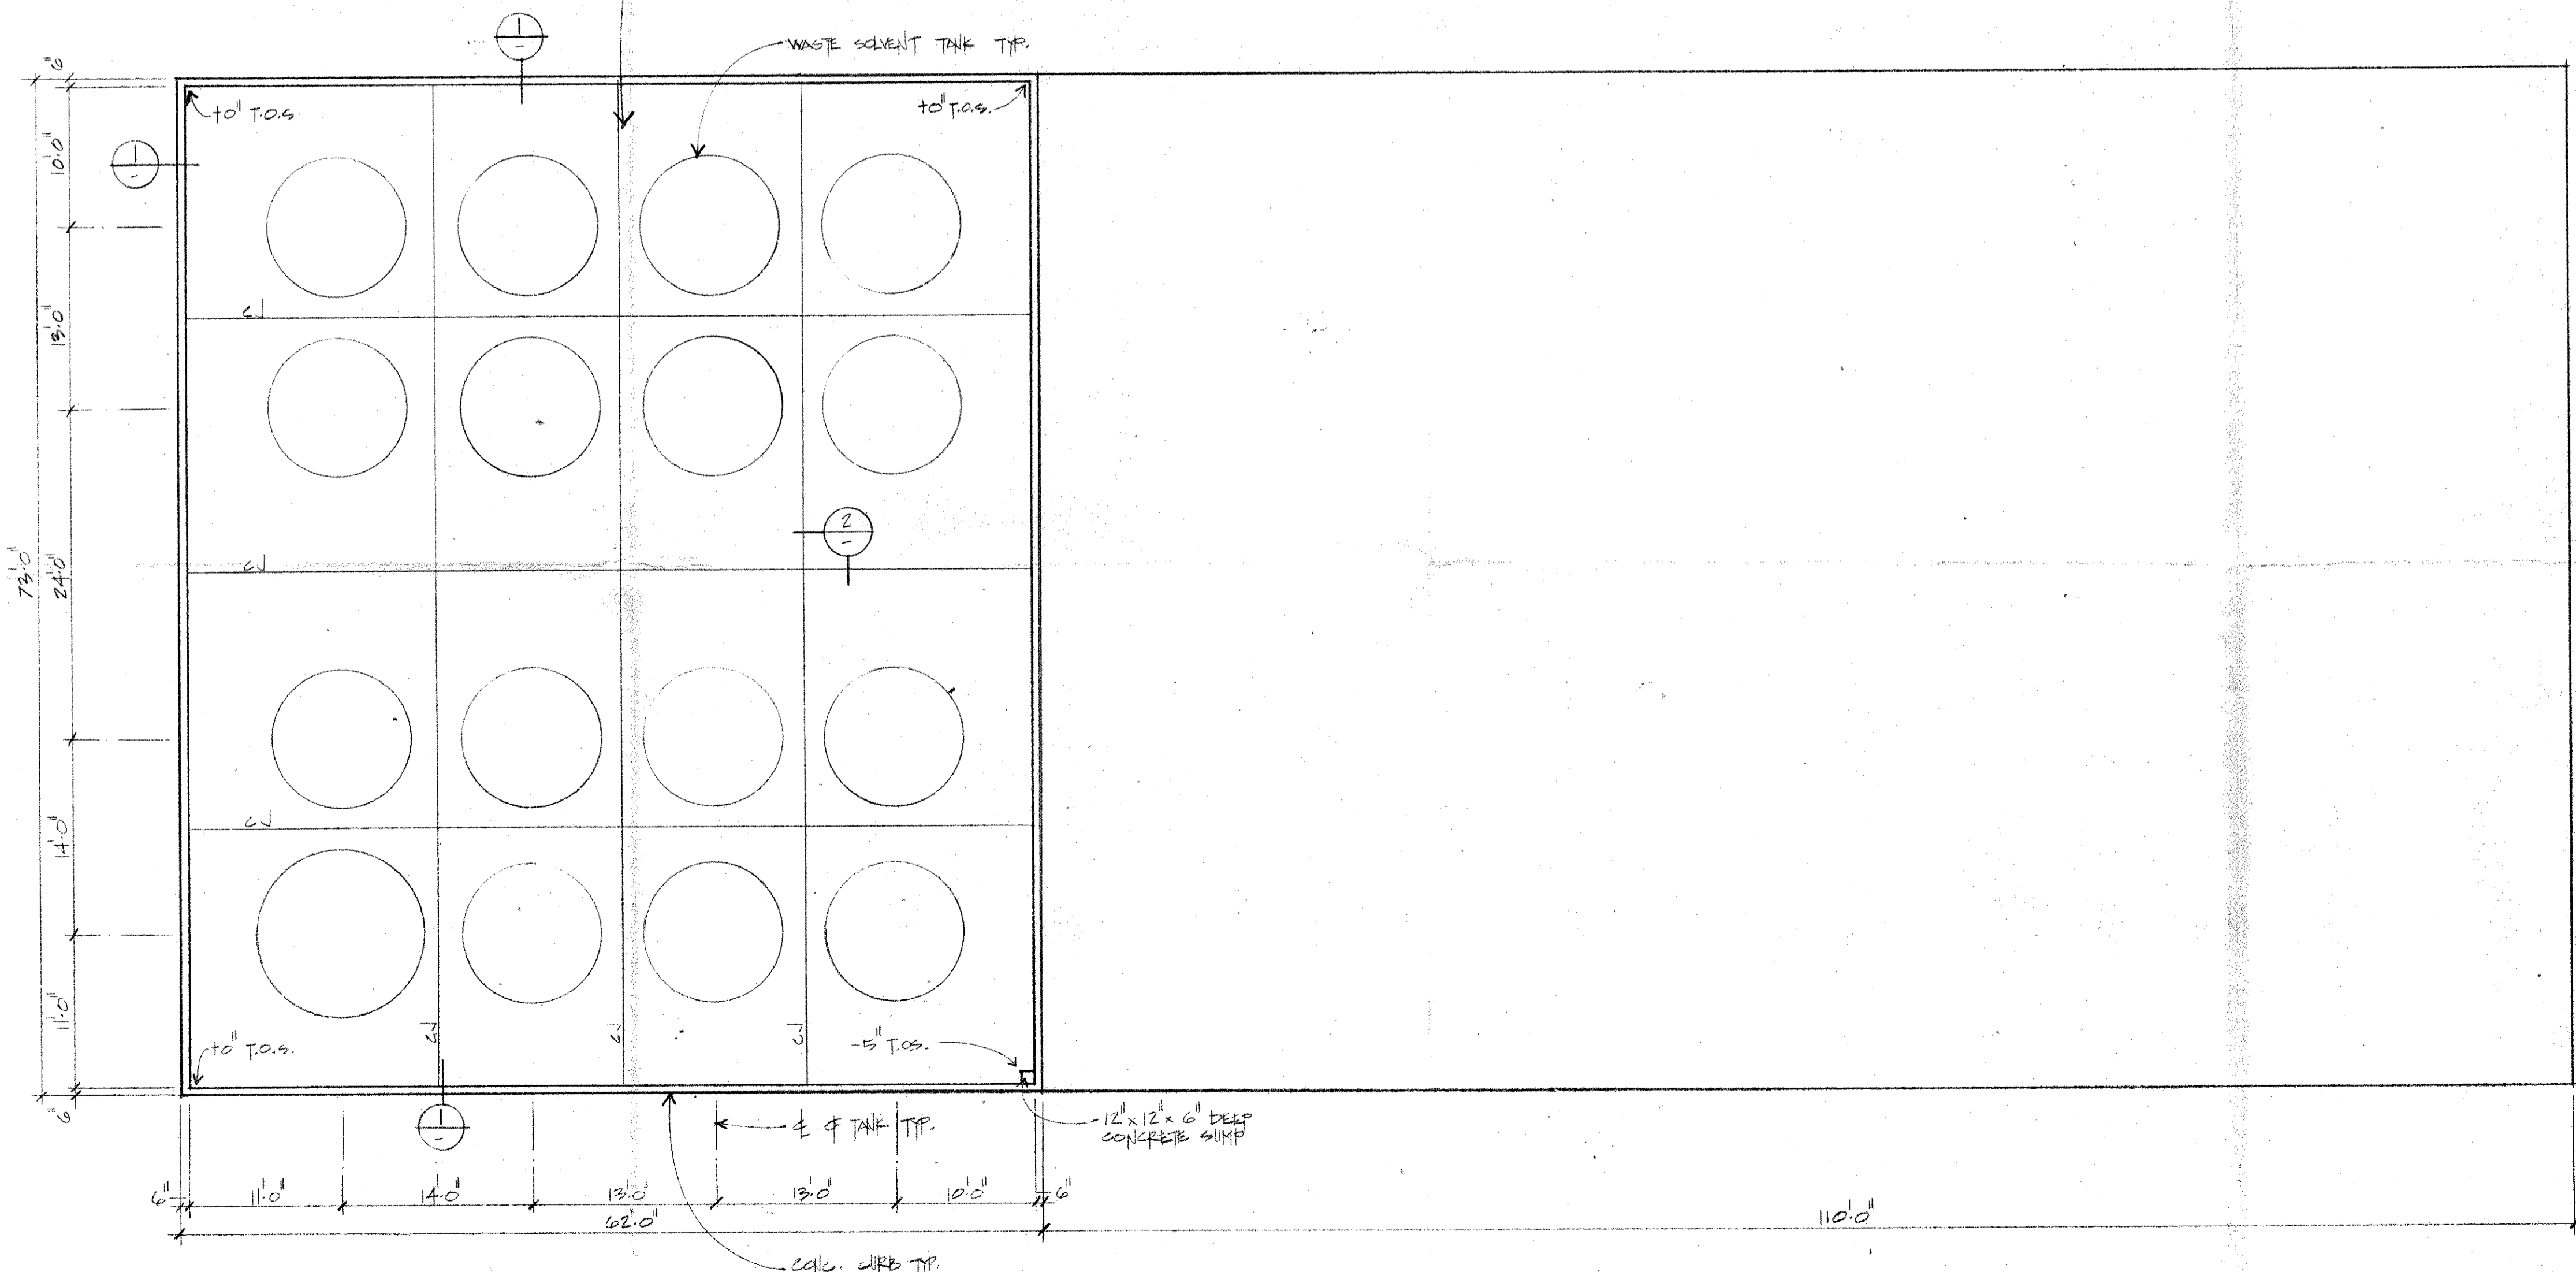 1
-
WASTE SOLVENT TANK TYP.
6"
+0" T.O.S.
+0" T.O.S.
10'-0"
1
-
CJ
13'-0"
2
-
CJ
73'-0"
24'-0"
CJ
14'-0"
11'-0"
CJ
CJ
CJ
+0" T.O.S.
-5" T.O.S.
6"
1
-
℄ OF TANK TYP.
12"x12"x6" DEEP
CONCRETE SUMP
6"
11'-0"
14'-0"
13'-0"
13'-0"
10'-0"
6"
62'-0"
110'-0"
CONC. CURB TYP.